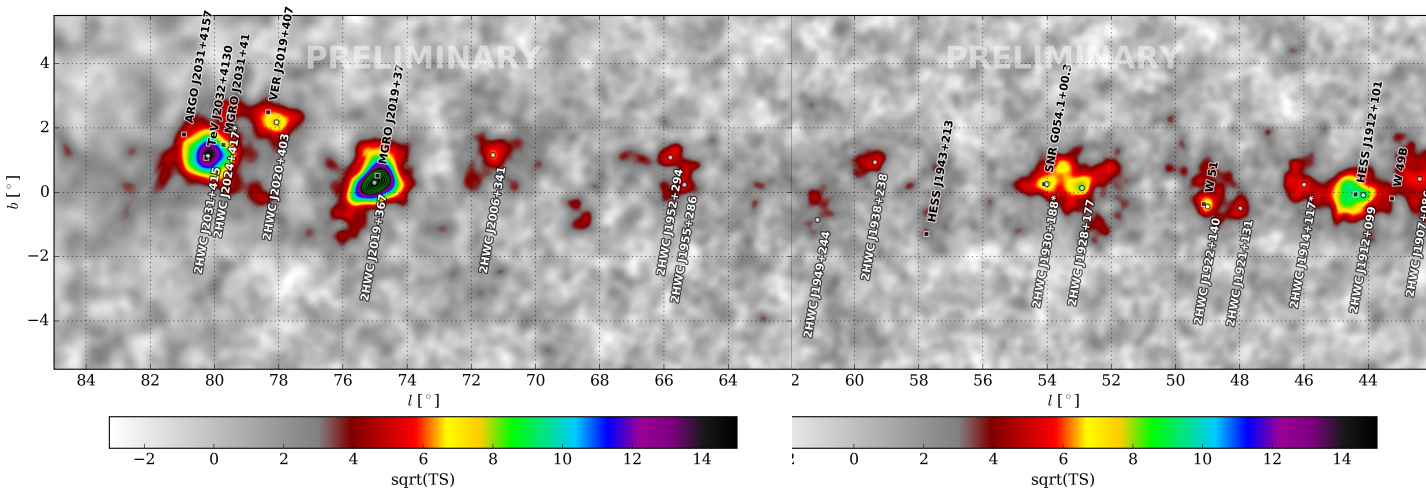 PRELIMINARY
PRELIMINARY
ARGO J2031+4157
TeV J2032+4130
MGRO J2031+41
VER J2019+407
MGRO J2019+37
HESS J1943+213
SNR G054.1+00.3
W 51
HESS J1912+101
W 49B
2HWC J2031+415
2HWC J2024+417*
2HWC J2020+403
2HWC J2019+367
2HWC J2006+341
2HWC J1955+286
2HWC J1952+294
2HWC J1949+244
2HWC J1938+238
2HWC J1930+188*
2HWC J1928+177
2HWC J1922+140
2HWC J1921+131
2HWC J1914+117*
2HWC J1912+099
b [°]
4
2
0
−2
−4
84 82 80 78 76 74 72 70 68 66 64 2 60 58 56 54 52 50 48 46 44
l [°] l [°]
−2 0 2 4 6 8 10 12 14 2 0 2 4 6 8 10 12 14
sqrt(TS) sqrt(TS)